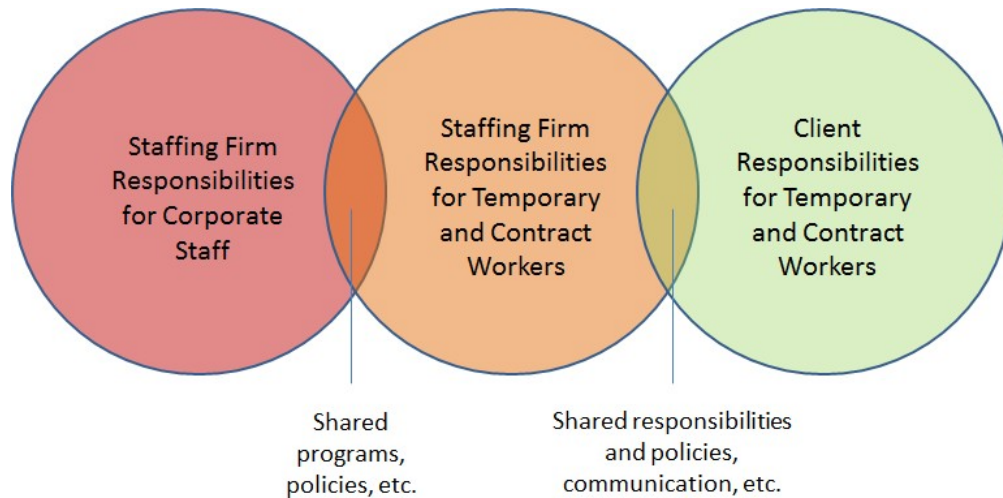 Staffing Firm
Responsibilities
for Corporate
Staff
Staffing Firm
Responsibilities
for Temporary
and Contract
Workers
Client
Responsibilities
for Temporary
and Contract
Workers
Shared
programs,
policies, etc.
Shared responsibilities
and policies,
communication, etc.